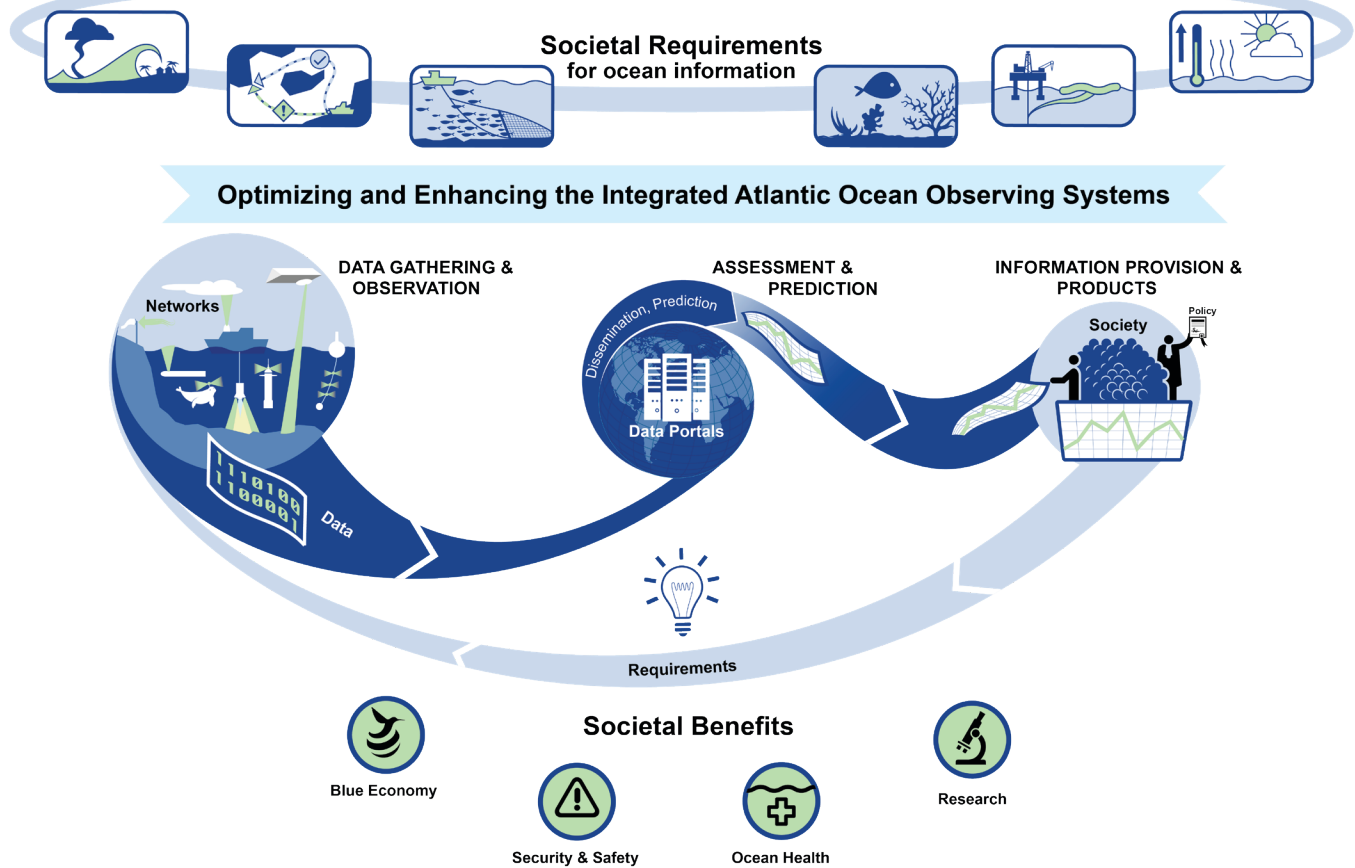 Societal Requirements
for ocean information
Optimizing and Enhancing the Integrated Atlantic Ocean Observing Systems
DATA GATHERING &
OBSERVATION
ASSESSMENT &
PREDICTION
INFORMATION PROVISION &
PRODUCTS
Networks
Dissemination, Prediction
Data Portals
Society
Policy
1110100
1100001
Data
Requirements
Societal Benefits
Blue Economy
Security & Safety
Ocean Health
Research